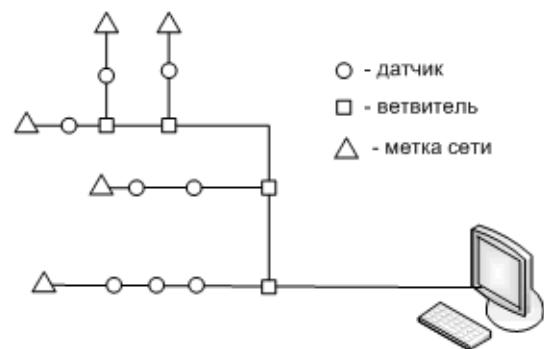 - датчик
- ветвитель
- метка сети